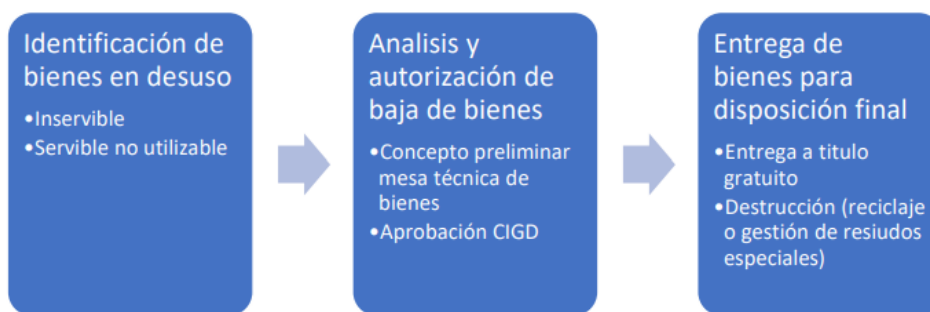 Identificación de
bienes en desuso
•Inservible
•Servible no utilizable
Analisis y
autorización de
baja de bienes
•Concepto preliminar
mesa técnica de
bienes
•Aprobación CIGD
Entrega de
bienes para
disposición final
•Entrega a titulo
gratuito
•Destrucción (reciclaje
o gestión de resiudos
especiales)